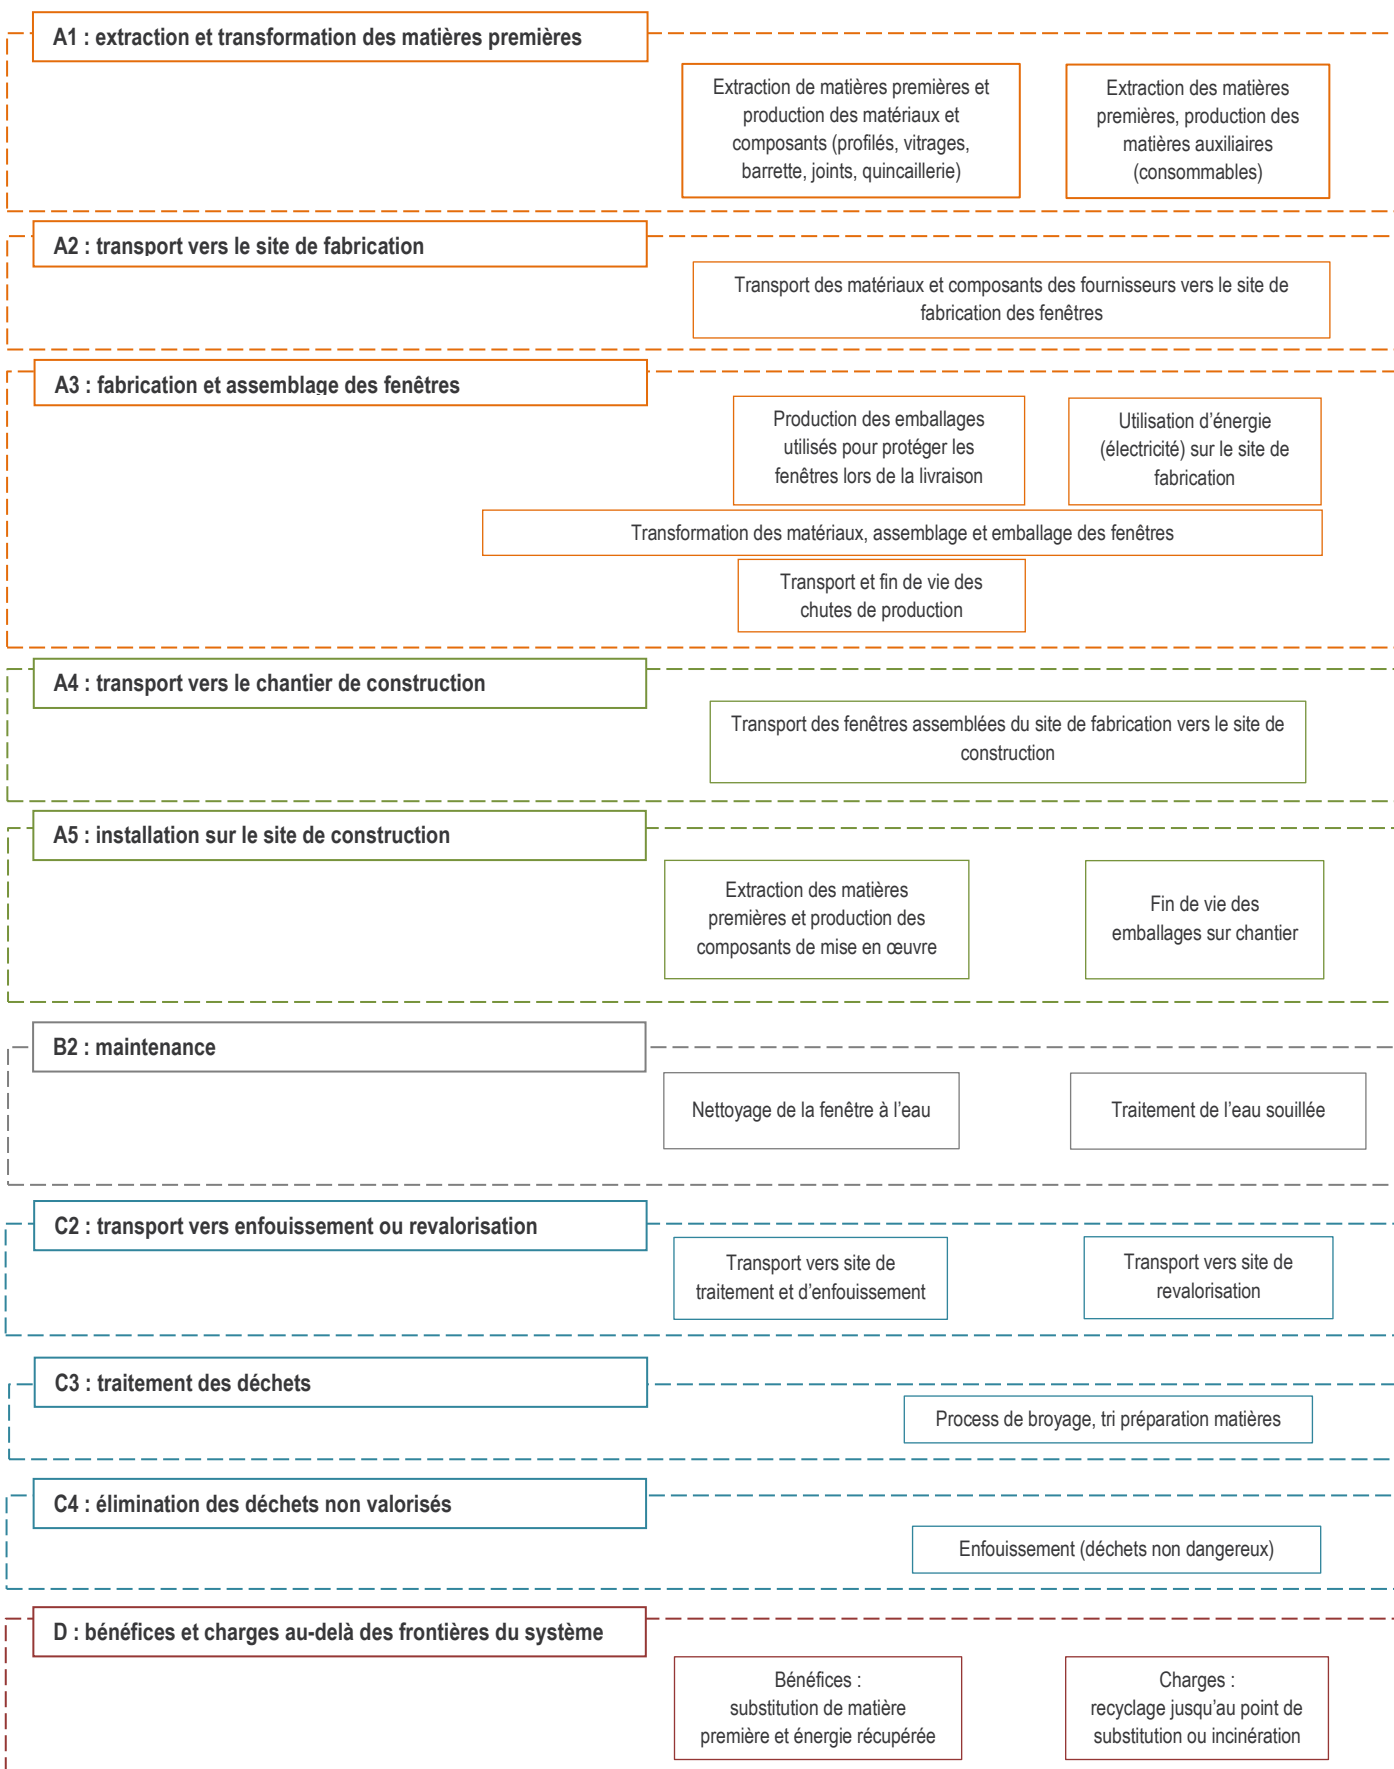 A1 : extraction et transformation des matières premières
Extraction de matières premières et
production des matériaux et
composants (profilés, vitrages,
barrette, joints, quincaillerie)
Extraction des matières
premières, production des
matières auxiliaires
(consommables)
A2 : transport vers le site de fabrication
Transport des matériaux et composants des fournisseurs vers le site de
fabrication des fenêtres
A3 : fabrication et assemblage des fenêtres
Production des emballages
utilisés pour protéger les
fenêtres lors de la livraison
Utilisation d’énergie
(électricité) sur le site de
fabrication
Transformation des matériaux, assemblage et emballage des fenêtres
Transport et fin de vie des
chutes de production
A4 : transport vers le chantier de construction
Transport des fenêtres assemblées du site de fabrication vers le site de
construction
A5 : installation sur le site de construction
Extraction des matières
premières et production des
composants de mise en œuvre
Fin de vie des
emballages sur chantier
B2 : maintenance
Nettoyage de la fenêtre à l’eau
Traitement de l’eau souillée
C2 : transport vers enfouissement ou revalorisation
Transport vers site de
traitement et d’enfouissement
Transport vers site de
revalorisation
C3 : traitement des déchets
Process de broyage, tri préparation matières
C4 : élimination des déchets non valorisés
Enfouissement (déchets non dangereux)
D : bénéfices et charges au-delà des frontières du système
Bénéfices :
substitution de matière
première et énergie récupérée
Charges :
recyclage jusqu’au point de
substitution ou incinération